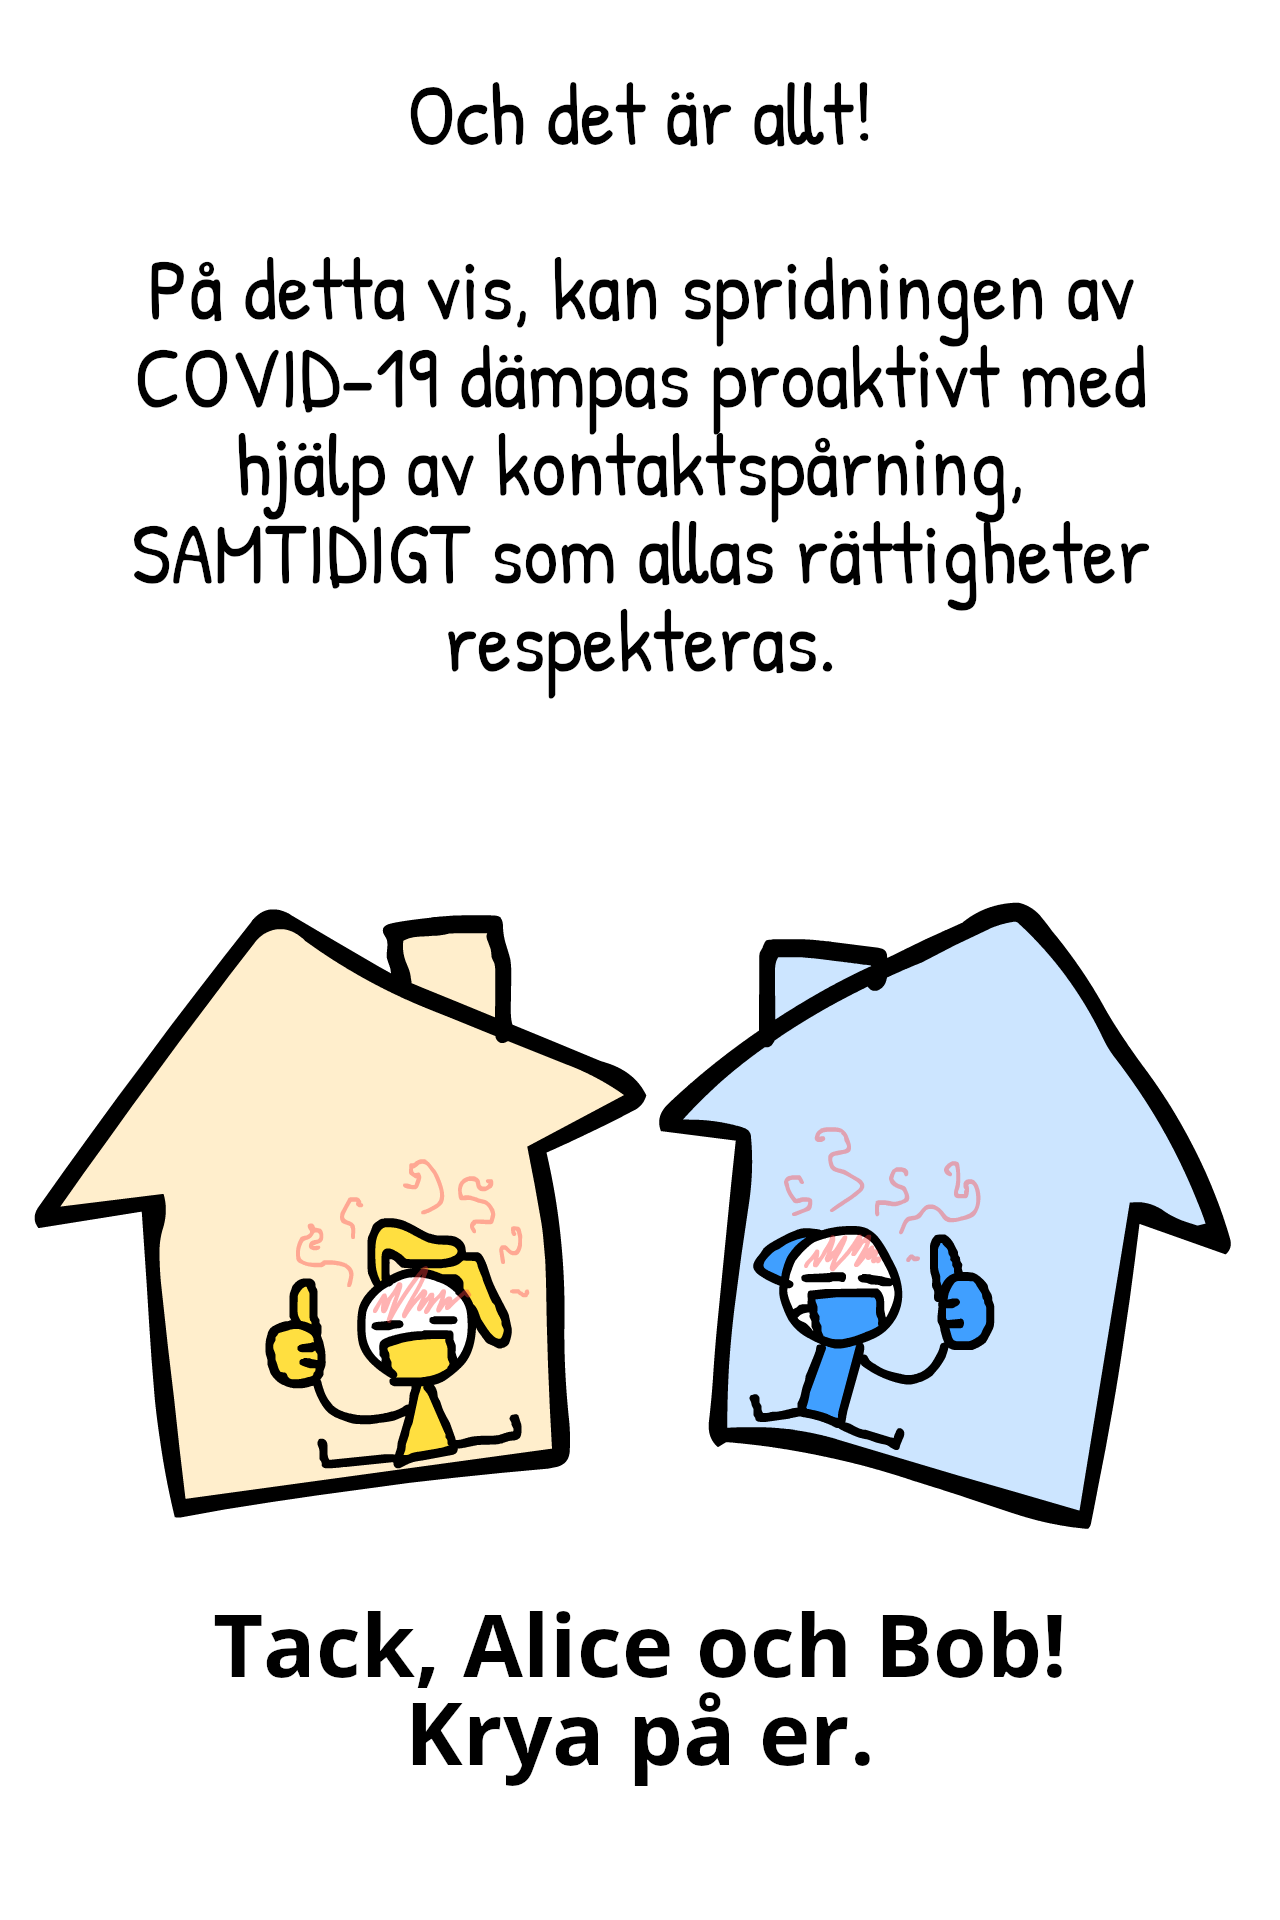 Och det är allt!
På detta vis, kan spridningen av
COVID-19 dämpas proaktivt med
hjälp av kontaktspårning,
SAMTIDIGT som allas rättigheter
respekteras.
Tack, Alice och Bob!
Krya på er.